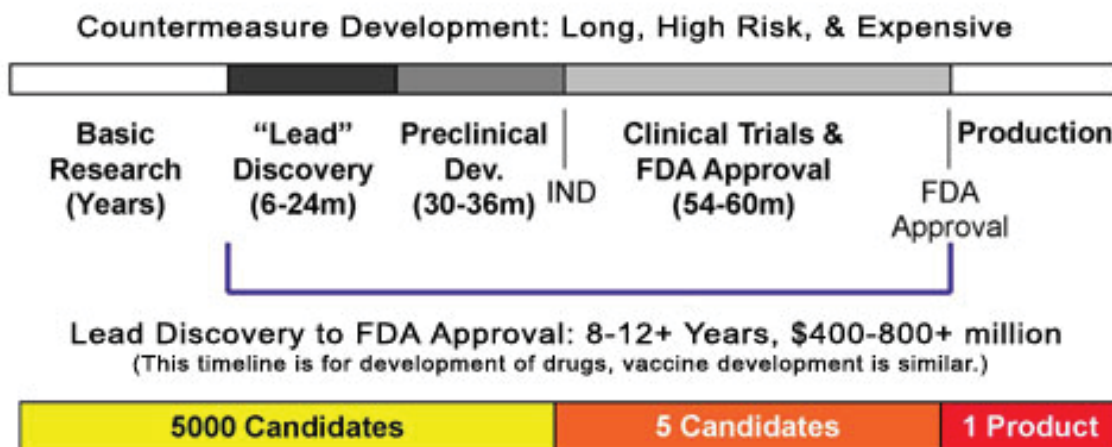 Countermeasure Development: Long, High Risk, & Expensive
Basic
Research
(Years)
“Lead”
Discovery
(6-24m)
Preclinical
Dev.
(30-36m)
IND
Clinical Trials &
FDA Approval
(54-60m)
Production
FDA
Approval
Lead Discovery to FDA Approval: 8-12+ Years, $400-800+ million
(This timeline is for development of drugs, vaccine development is similar.)
5000 Candidates
5 Candidates
1 Product